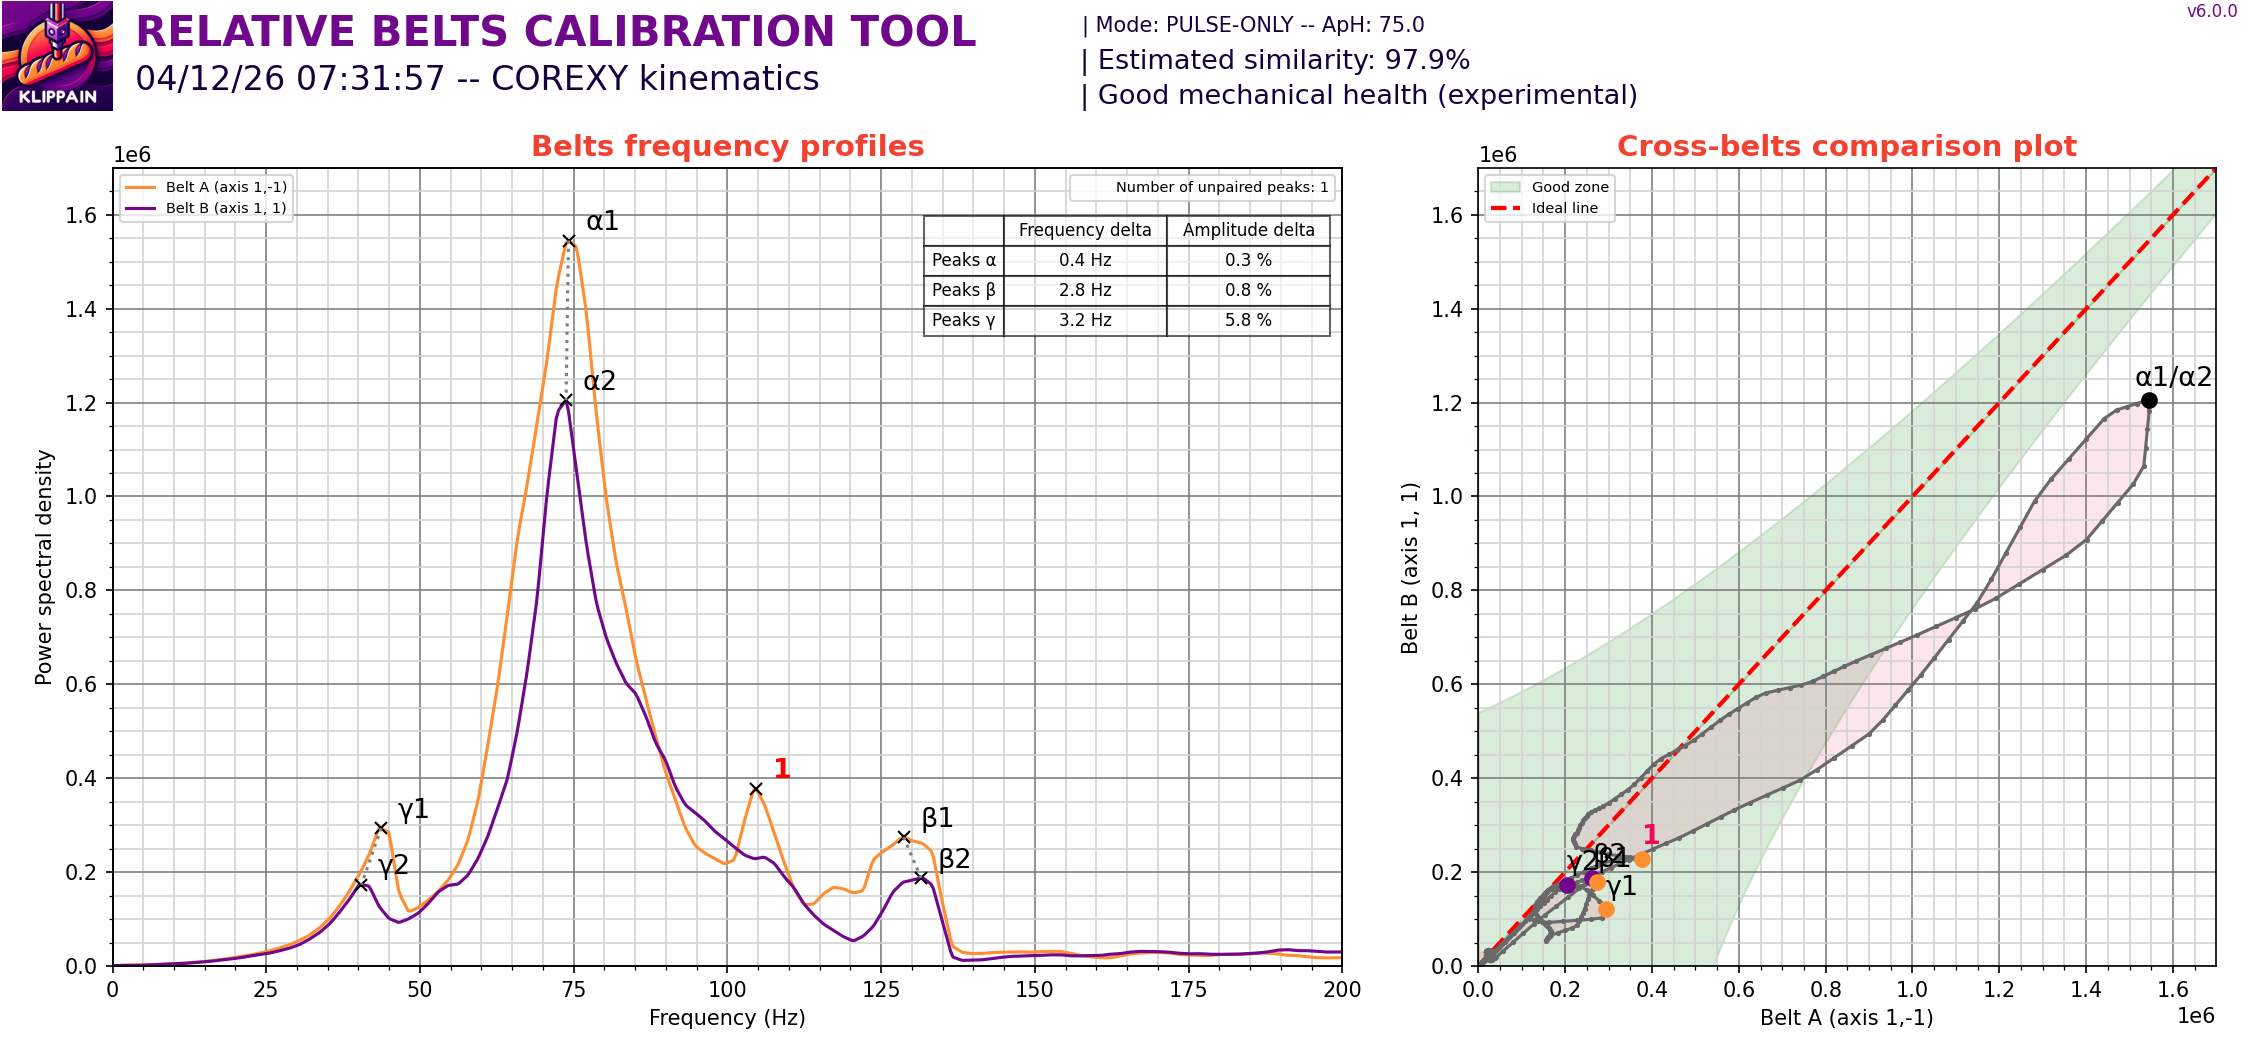 KLIPPAIN
RELATIVE BELTS CALIBRATION TOOL
04/12/26 07:31:57 -- COREXY kinematics
| Mode: PULSE-ONLY -- ApH: 75.0
| Estimated similarity: 97.9%
| Good mechanical health (experimental)
v6.0.0
Belts frequency profiles
1e6
Belt A (axis 1,-1)
Belt B (axis 1, 1)
Number of unpaired peaks: 1
Frequency delta Amplitude delta
Peaks α 0.4 Hz 0.3 %
Peaks β 2.8 Hz 0.8 %
Peaks γ 3.2 Hz 5.8 %
α1
α2
γ1
γ2
1
β1
β2
Power spectral density
1.6
1.4
1.2
1.0
0.8
0.6
0.4
0.2
0.0
0 25 50 75 100 125 150 175 200
Frequency (Hz)
Cross-belts comparison plot
1e6
Good zone
Ideal line
α1/α2
1
γ2
β2
β1
γ1
Belt B (axis 1, 1)
1.6
1.4
1.2
1.0
0.8
0.6
0.4
0.2
0.0
0.0 0.2 0.4 0.6 0.8 1.0 1.2 1.4 1.6
Belt A (axis 1,-1)
1e6